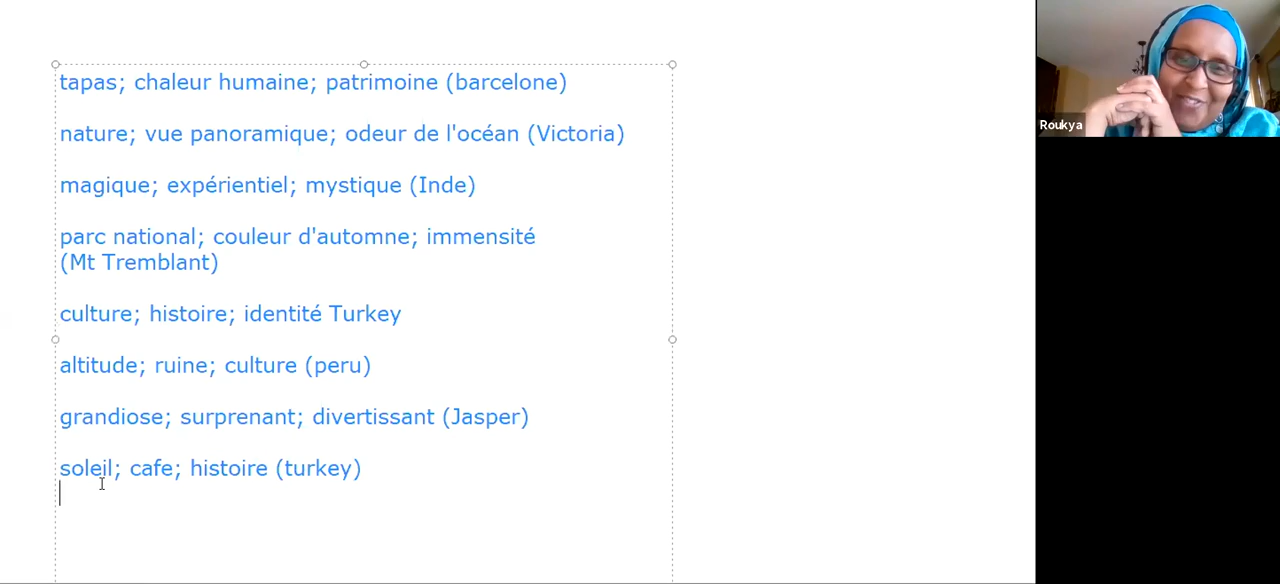 tapas; chaleur humaine; patrimoine (barcelone)
nature; vue panoramique; odeur de l'océan (Victoria)
magique; expérientiel; mystique (Inde)
parc national; couleur d'automne; immensité
(Mt Tremblant)
culture; histoire; identité Turkey
altitude; ruine; culture (peru)
grandiose; surprenant; divertissant (Jasper)
soleil; cafe; histoire (turkey)
Roukya